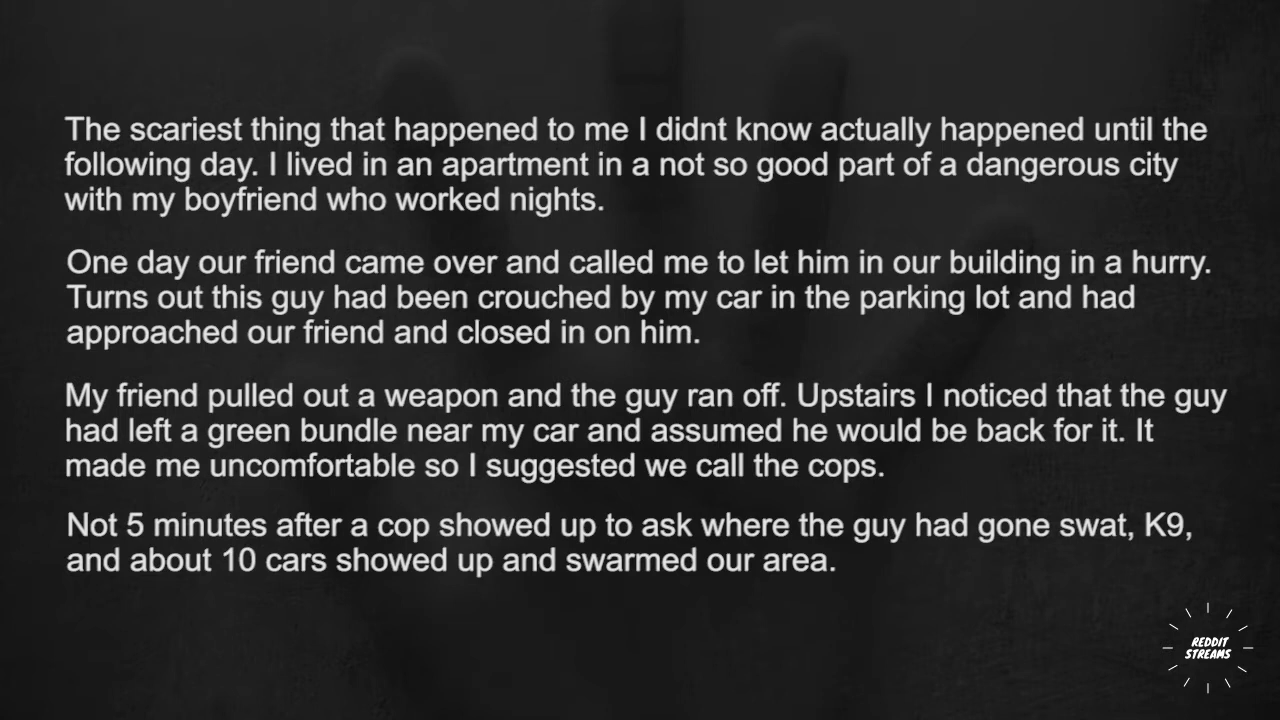 The scariest thing that happened to me I didnt know actually happened until the
following day. I lived in an apartment in a not so good part of a dangerous city
with my boyfriend who worked nights.
One day our friend came over and called me to let him in our building in a hurry.
Turns out this guy had been crouched by my car in the parking lot and had
approached our friend and closed in on him.
My friend pulled out a weapon and the guy ran off. Upstairs I noticed that the guy
had left a green bundle near my car and assumed he would be back for it. It
made me uncomfortable so I suggested we call the cops.
Not 5 minutes after a cop showed up to ask where the guy had gone swat, K9,
and about 10 cars showed up and swarmed our area.
REDDIT
STREAMS